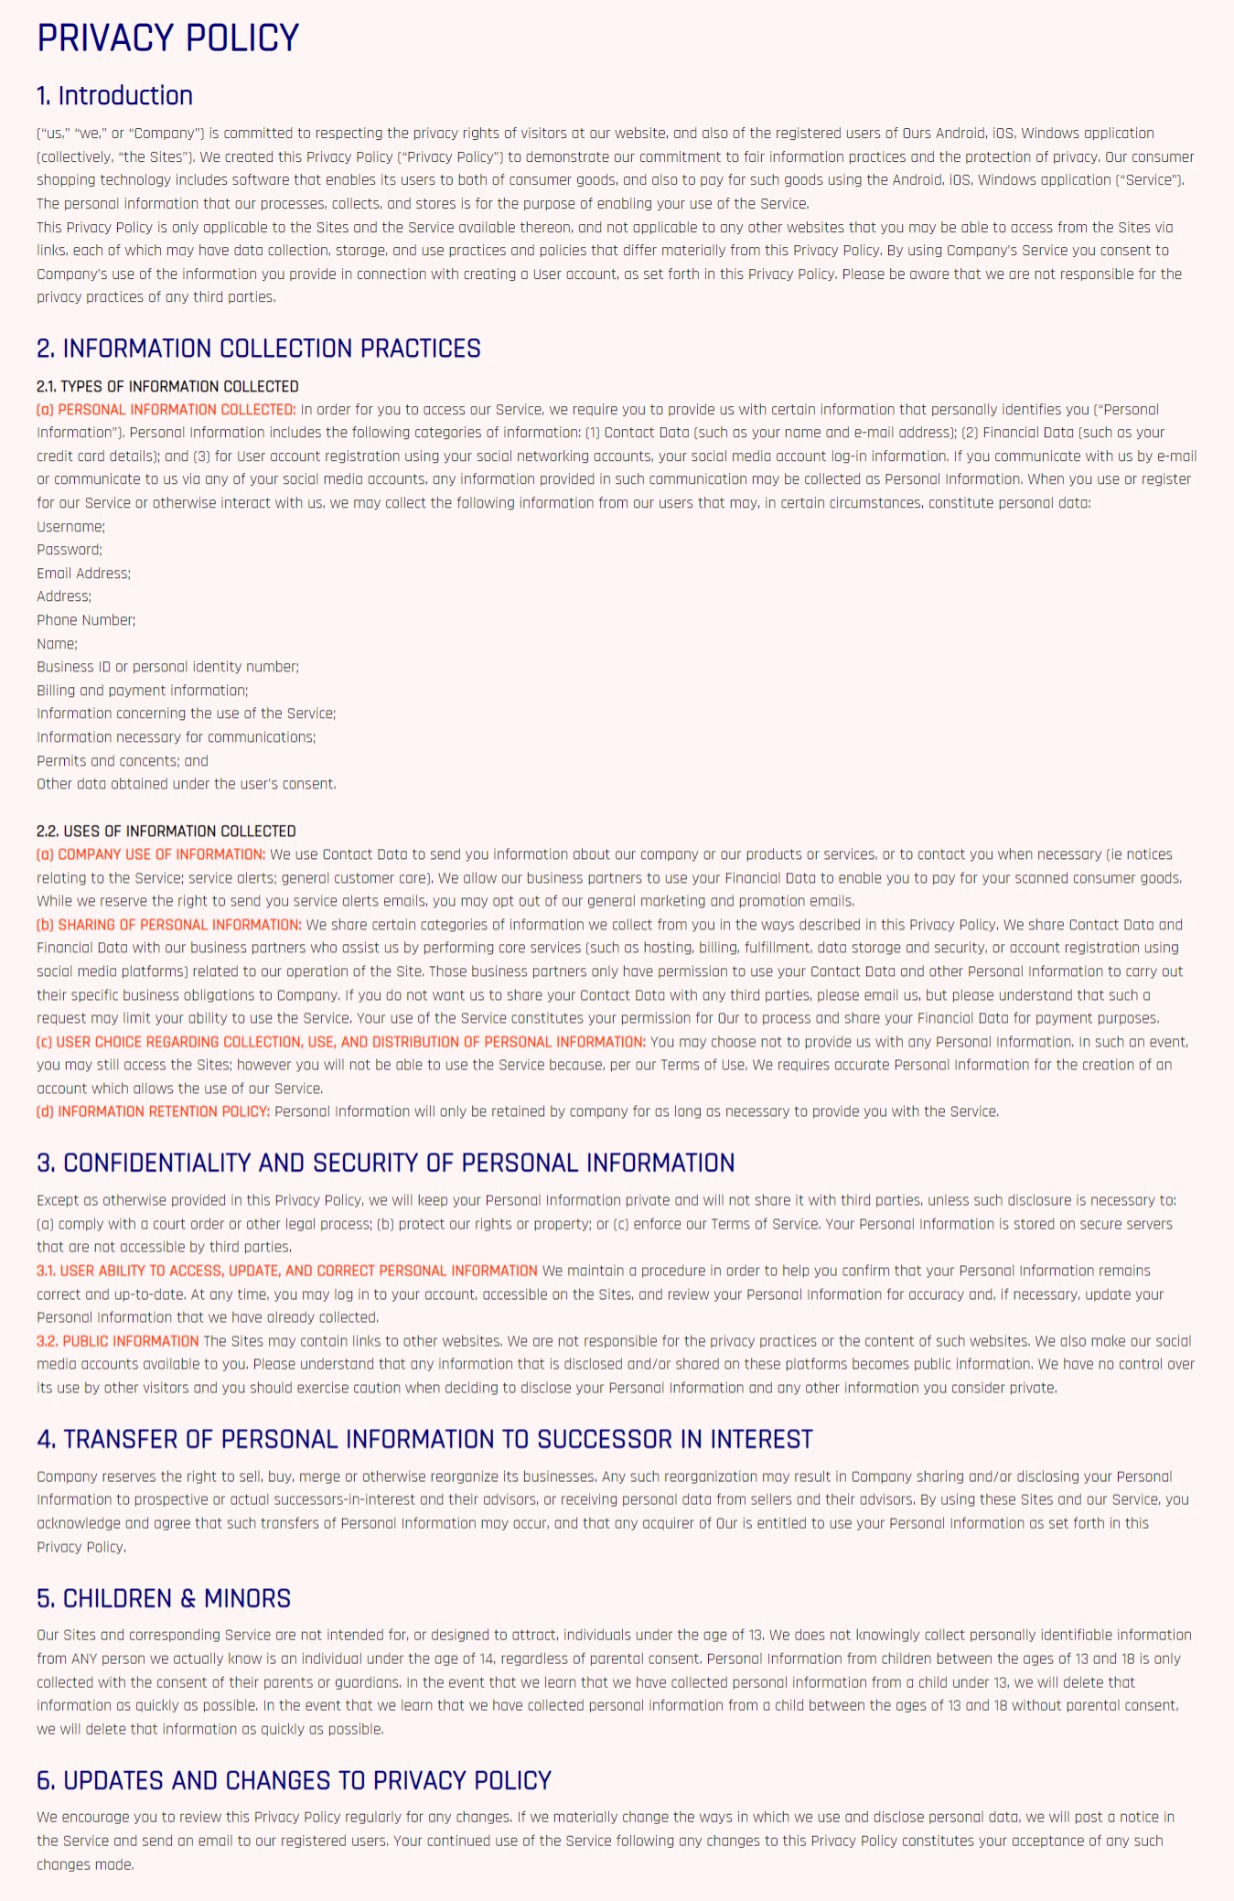 PRIVACY POLICY
1. Introduction
(“us,” “we,” or “Company”) is committed to respecting the privacy rights of visitors at our website, and also of the registered users of Ours Android, iOS, Windows application
(collectively, “the Sites”). We created this Privacy Policy (“Privacy Policy”) to demonstrate our commitment to fair information practices and the protection of privacy. Our consumer
shopping technology includes software that enables its users to both of consumer goods, and also to pay for such goods using the Android, iOS, Windows application (“Service”).
The personal information that our processes, collects, and stores is for the purpose of enabling your use of the Service.
This Privacy Policy is only applicable to the Sites and the Service available thereon, and not applicable to any other websites that you may be able to access from the Sites via
links, each of which may have data collection, storage, and use practices and policies that differ materially from this Privacy Policy. By using Company’s Service you consent to
Company’s use of the information you provide in connection with creating a User account, as set forth in this Privacy Policy. Please be aware that we are not responsible for the
privacy practices of any third parties.
2. INFORMATION COLLECTION PRACTICES
2.1. TYPES OF INFORMATION COLLECTED
(a) PERSONAL INFORMATION COLLECTED: In order for you to access our Service, we require you to provide us with certain information that personally identifies you (“Personal
Information”). Personal Information includes the following categories of information: (1) Contact Data (such as your name and e-mail address); (2) Financial Data (such as your
credit card details); and (3) for User account registration using your social networking accounts, your social media account log-in information. If you communicate with us by e-mail
or communicate to us via any of your social media accounts, any information provided in such communication may be collected as Personal Information. When you use or register
for our Service or otherwise interact with us, we may collect the following information from our users that may, in certain circumstances, constitute personal data:
Username;
Password;
Email Address;
Address;
Phone Number;
Name;
Business ID or personal identity number;
Billing and payment information;
Information concerning the use of the Service;
Information necessary for communications;
Permits and concents; and
Other data obtained under the user’s consent.
2.2. USES OF INFORMATION COLLECTED
(a) COMPANY USE OF INFORMATION: We use Contact Data to send you information about our company or our products or services, or to contact you when necessary (ie notices
relating to the Service; service alerts; general customer care). We allow our business partners to use your Financial Data to enable you to pay for your scanned consumer goods.
While we reserve the right to send you service alerts emails, you may opt out of our general marketing and promotion emails.
(b) SHARING OF PERSONAL INFORMATION: We share certain categories of information we collect from you in the ways described in this Privacy Policy. We share Contact Data and
Financial Data with our business partners who assist us by performing core services (such as hosting, billing, fulfillment, data storage and security, or account registration using
social media platforms) related to our operation of the Site. Those business partners only have permission to use your Contact Data and other Personal Information to carry out
their specific business obligations to Company. If you do not want us to share your Contact Data with any third parties, please email us, but please understand that such a
request may limit your ability to use the Service. Your use of the Service constitutes your permission for Our to process and share your Financial Data for payment purposes.
(c) USER CHOICE REGARDING COLLECTION, USE, AND DISTRIBUTION OF PERSONAL INFORMATION: You may choose not to provide us with any Personal Information. In such an event,
you may still access the Sites; however you will not be able to use the Service because, per our Terms of Use, We requires accurate Personal Information for the creation of an
account which allows the use of our Service.
(d) INFORMATION RETENTION POLICY: Personal Information will only be retained by company for as long as necessary to provide you with the Service.
3. CONFIDENTIALITY AND SECURITY OF PERSONAL INFORMATION
Except as otherwise provided in this Privacy Policy, we will keep your Personal Information private and will not share it with third parties, unless such disclosure is necessary to:
(a) comply with a court order or other legal process; (b) protect our rights or property; or (c) enforce our Terms of Service. Your Personal Information is stored on secure servers
that are not accessible by third parties.
3.1. USER ABILITY TO ACCESS, UPDATE, AND CORRECT PERSONAL INFORMATION We maintain a procedure in order to help you confirm that your Personal Information remains
correct and up-to-date. At any time, you may log in to your account, accessible on the Sites, and review your Personal Information for accuracy and, if necessary, update your
Personal Information that we have already collected.
3.2. PUBLIC INFORMATION The Sites may contain links to other websites. We are not responsible for the privacy practices or the content of such websites. We also make our social
media accounts available to you. Please understand that any information that is disclosed and/or shared on these platforms becomes public information. We have no control over
its use by other visitors and you should exercise caution when deciding to disclose your Personal Information and any other information you consider private.
4. TRANSFER OF PERSONAL INFORMATION TO SUCCESSOR IN INTEREST
Company reserves the right to sell, buy, merge or otherwise reorganize its businesses. Any such reorganization may result in Company sharing and/or disclosing your Personal
Information to prospective or actual successors-in-interest and their advisors, or receiving personal data from sellers and their advisors. By using these Sites and our Service, you
acknowledge and agree that such transfers of Personal Information may occur, and that any acquirer of Our is entitled to use your Personal Information as set forth in this
Privacy Policy.
5. CHILDREN & MINORS
Our Sites and corresponding Service are not intended for, or designed to attract, individuals under the age of 13. We does not knowingly collect personally identifiable information
from ANY person we actually know is an individual under the age of 14, regardless of parental consent. Personal Information from children between the ages of 13 and 18 is only
collected with the consent of their parents or guardians. In the event that we learn that we have collected personal information from a child under 13, we will delete that
information as quickly as possible. In the event that we learn that we have collected personal information from a child between the ages of 13 and 18 without parental consent,
we will delete that information as quickly as possible.
6. UPDATES AND CHANGES TO PRIVACY POLICY
We encourage you to review this Privacy Policy regularly for any changes. If we materially change the ways in which we use and disclose personal data, we will post a notice in
the Service and send an email to our registered users. Your continued use of the Service following any changes to this Privacy Policy constitutes your acceptance of any such
changes made.